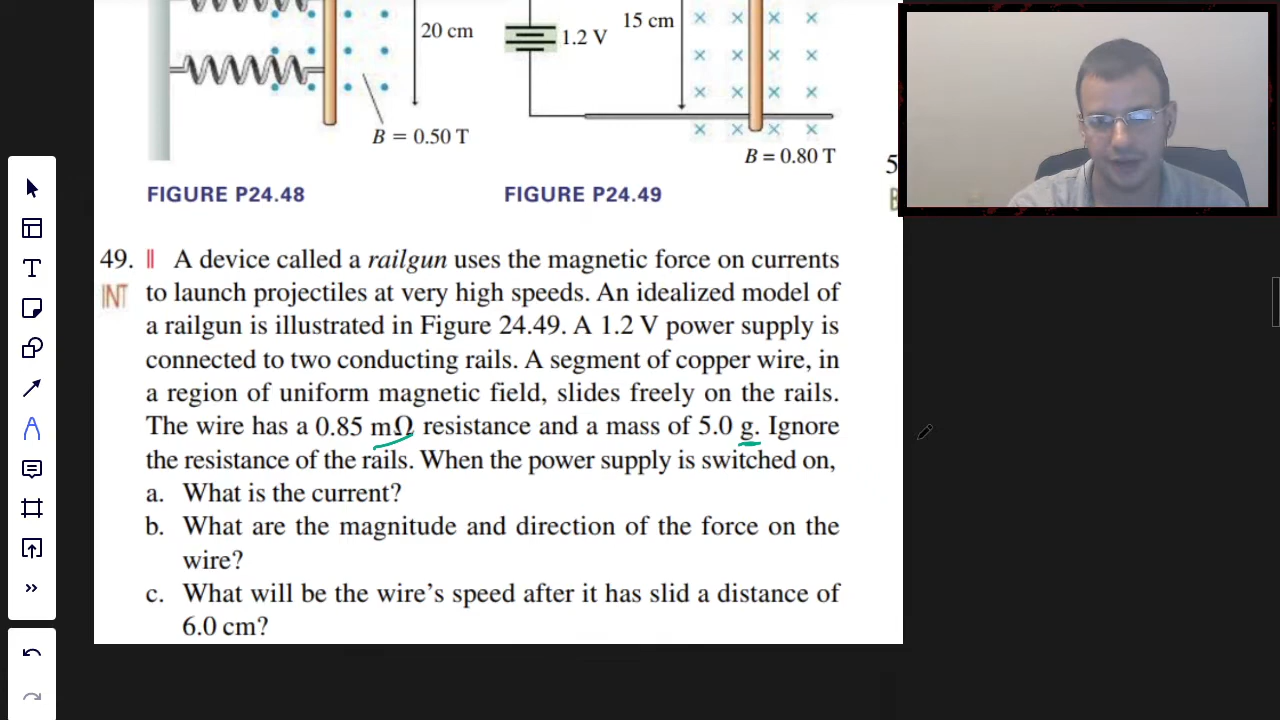 20 cm
B = 0.50 T
FIGURE P24.48
1.2 V
15 cm
B = 0.80 T
FIGURE P24.49
5
49. || A device called a railgun uses the magnetic force on currents
INT to launch projectiles at very high speeds. An idealized model of
a railgun is illustrated in Figure 24.49. A 1.2 V power supply is
connected to two conducting rails. A segment of copper wire, in
a region of uniform magnetic field, slides freely on the rails.
The wire has a 0.85 mΩ resistance and a mass of 5.0 g. Ignore
the resistance of the rails. When the power supply is switched on,
a. What is the current?
b. What are the magnitude and direction of the force on the
wire?
c. What will be the wire's speed after it has slid a distance of
6.0 cm?